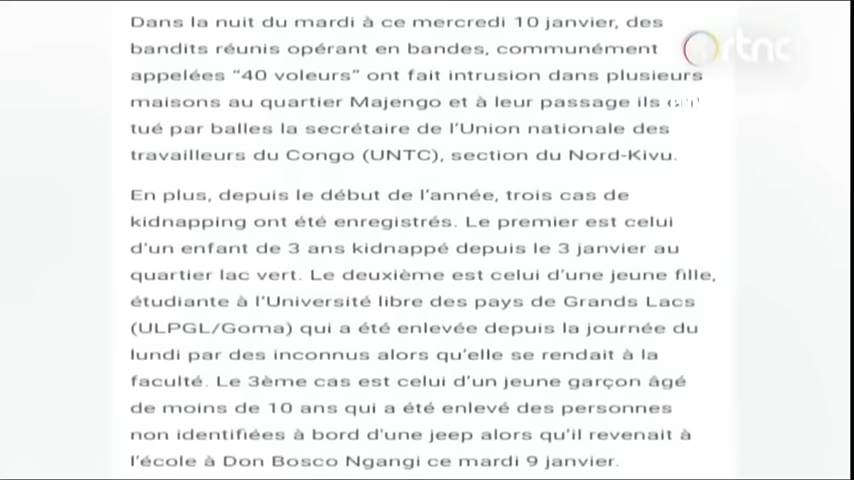 Dans la nuit du mardi à ce mercredi 10 janvier, des
bandits réunis opérant en bandes, communément
appelées “40 voleurs” ont fait intrusion dans plusieurs
maisons au quartier Majengo et à leur passage ils ont
tué par balles la secrétaire de l’Union nationale des
travailleurs du Congo (UNTC), section du Nord-Kivu.
En plus, depuis le début de l’année, trois cas de
kidnapping ont été enregistrés. Le premier est celui
d’un enfant de 3 ans kidnappé depuis le 3 janvier au
quartier lac vert. Le deuxième est celui d’une jeune fille,
étudiante à l’Université libre des pays de Grands Lacs
(ULPGL/Goma) qui a été enlevée depuis la journée du
lundi par des inconnus alors qu’elle se rendait à la
faculté. Le 3ème cas est celui d’un jeune garçon âgé
de moins de 10 ans qui a été enlevé des personnes
non identifiées à bord d’une jeep alors qu’il revenait à
l’école à Don Bosco Ngangi ce mardi 9 janvier.
rtnc